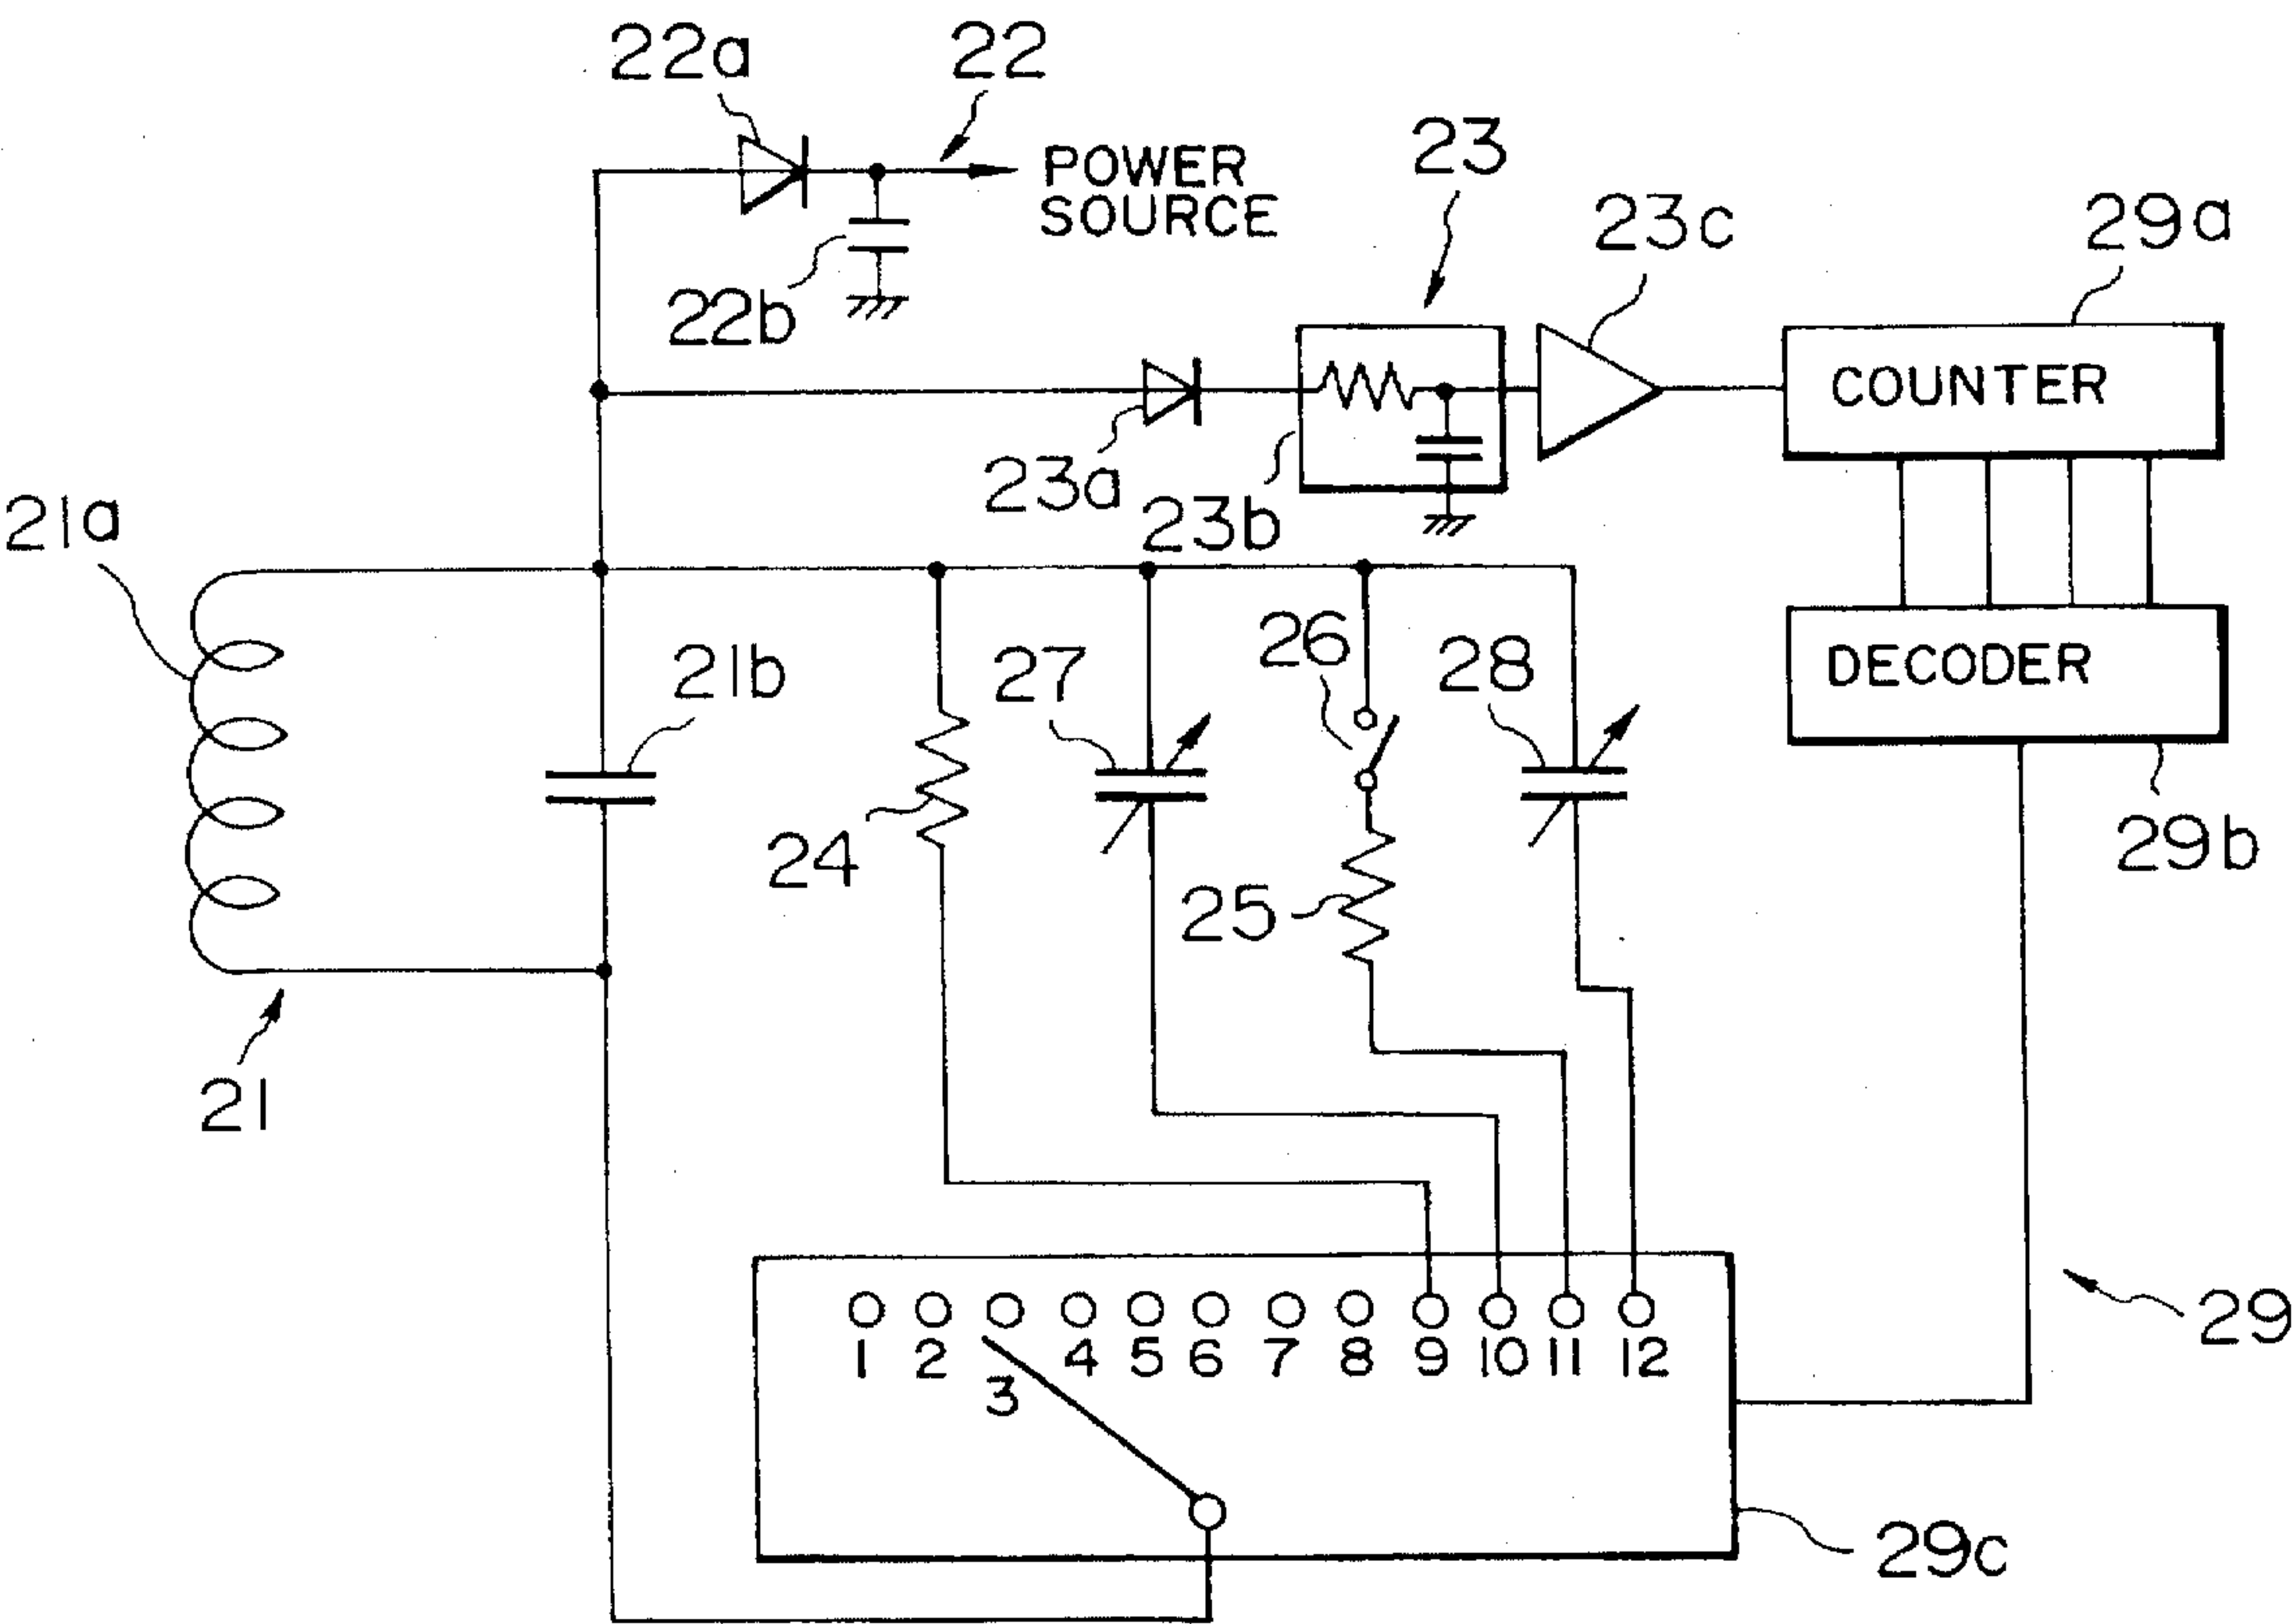 22a
22
POWER
SOURCE
23
23c
29a
22b
COUNTER
23a
23b
21a
26
21b
27
28
DECODER
24
25
29b
21
29
1 2 3 4 5 6 7 8 9 10 11 12
29c